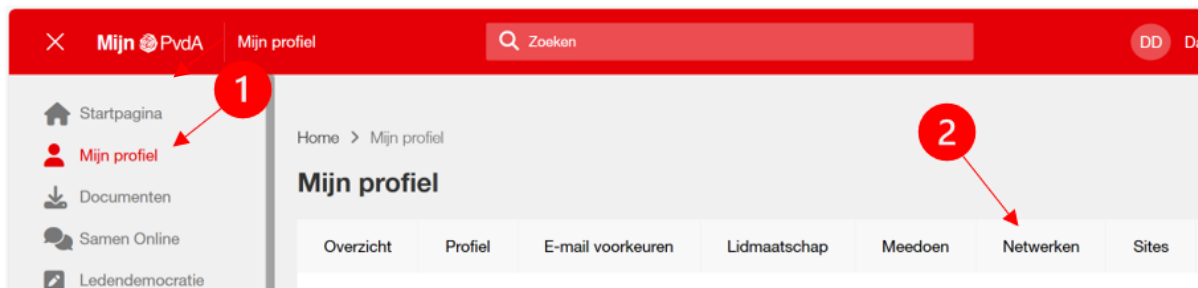 Mijn PvdA Mijn profiel Zoeken DD
1
Startpagina
Mijn profiel
Documenten
Samen Online
Ledendemocratie
Home > Mijn profiel
2
Mijn profiel
Overzicht Profiel E-mail voorkeuren Lidmaatschap Meedoen Netwerken Sites